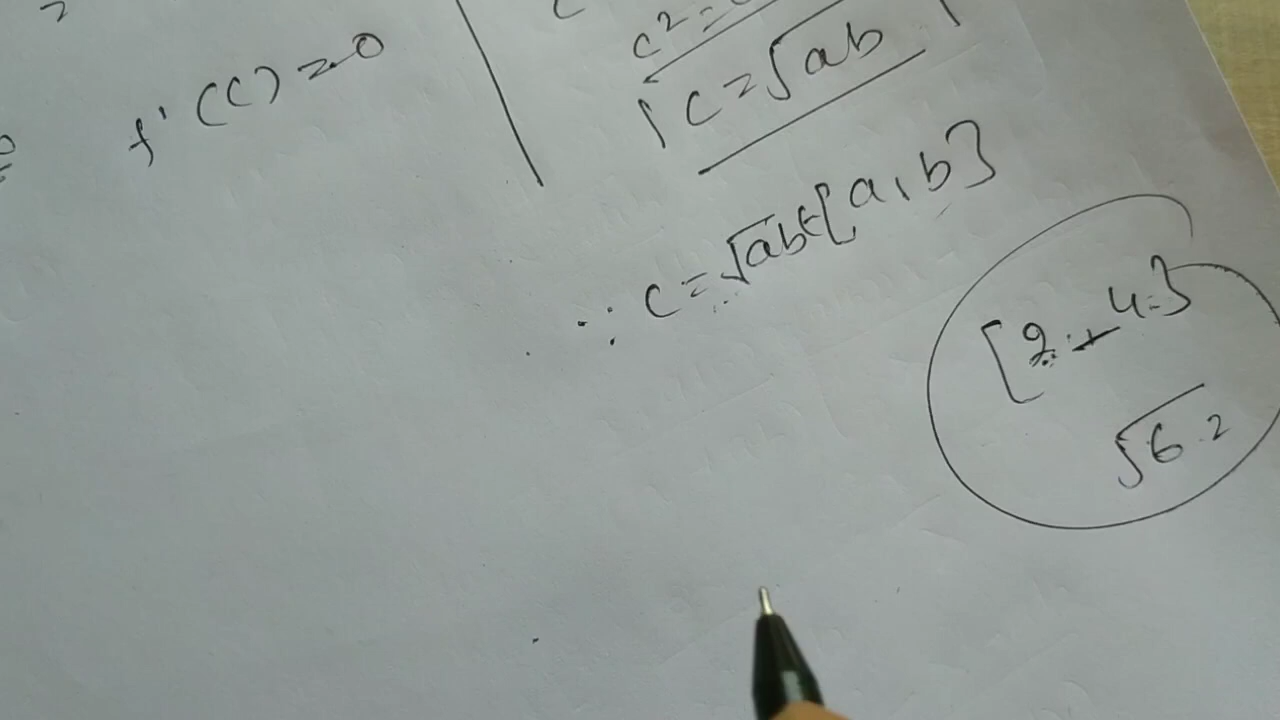 f'(c) = 0
c² =
c = √ab
∴ c = √ab ∈ [a, b]
[2, 4]
√6.2